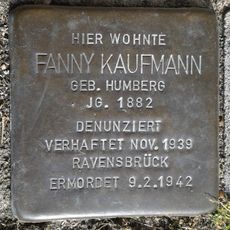 HIER WOHNTE
FANNY KAUFMANN
GEB. HUMBERG
JG. 1882
DENUNZIERT
VERHAFTET NOV. 1939
RAVENSBRÜCK
ERMORDET 9.2.1942